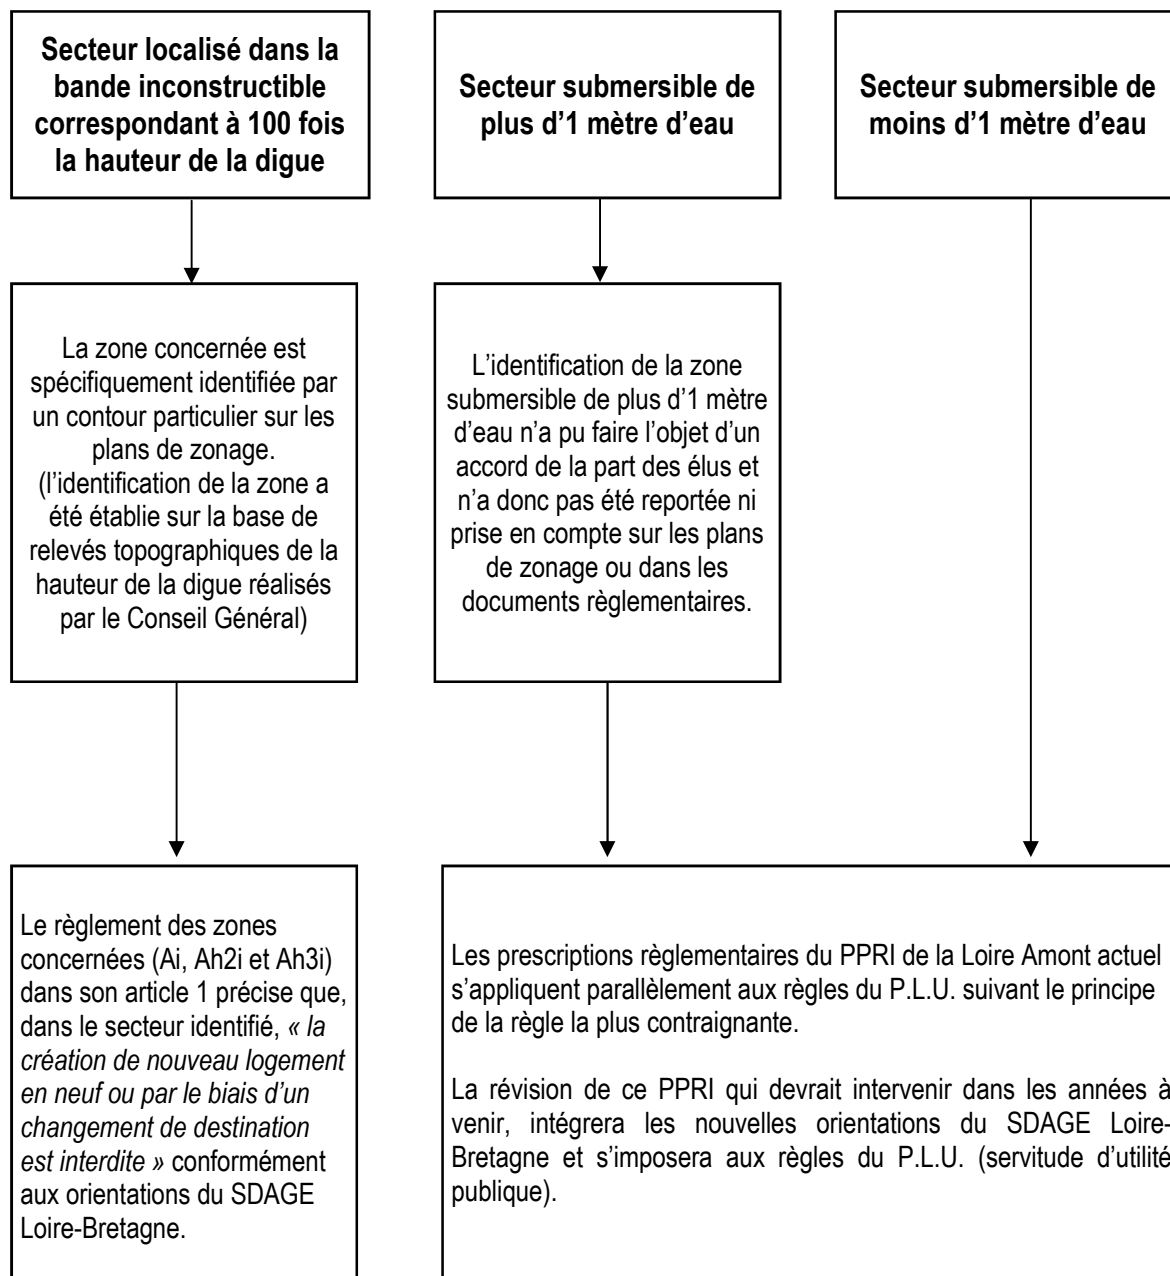 Secteur localisé dans la
bande inconstructible
correspondant à 100 fois
la hauteur de la digue
Secteur submersible de
plus d’1 mètre d’eau
Secteur submersible de
moins d’1 mètre d’eau
La zone concernée est
spécifiquement identifiée par
un contour particulier sur les
plans de zonage.
(l’identification de la zone a
été établie sur la base de
relevés topographiques de la
hauteur de la digue réalisés
par le Conseil Général)
L’identification de la zone
submersible de plus d’1 mètre
d’eau n’a pu faire l’objet d’un
accord de la part des élus et
n’a donc pas été reportée ni
prise en compte sur les plans
de zonage ou dans les
documents règlementaires.
Le règlement des zones
concernées (Ai, Ah2i et Ah3i)
dans son article 1 précise que,
dans le secteur identifié, « la
création de nouveau logement
en neuf ou par le biais d’un
changement de destination
est interdite » conformément
aux orientations du SDAGE
Loire-Bretagne.
Les prescriptions règlementaires du PPRI de la Loire Amont actuel
s’appliquent parallèlement aux règles du P.L.U. suivant le principe
de la règle la plus contraignante.
La révision de ce PPRI qui devrait intervenir dans les années à
venir, intégrera les nouvelles orientations du SDAGE Loire-
Bretagne et s’imposera aux règles du P.L.U. (servitude d’utilité
publique).